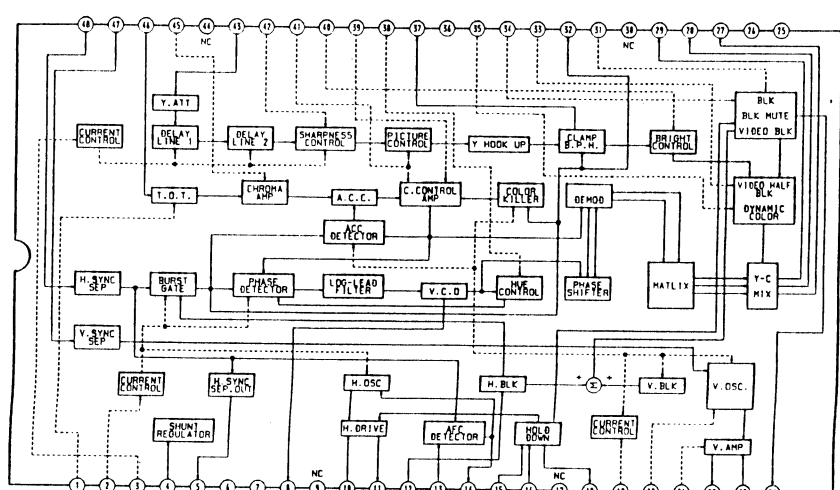 48 47 46 45 44 43 42 41 40 39 38 37 36 35 34 33 32 31 30 29 28 27 26 25
NC
NC
Y.ATT
BLK
BLK MUTE
VIDEO BLK
CURRENT
CONTROL
DELAY
LINE 1
DELAY
LINE 2
SHARPNESS
CONTROL
PICTURE
CONTROL
Y HOOK UP
CLAMP
B.P.H.
BRIGHT
CONTROL
T.O.T.
CHROMA
AMP
A.C.C.
C.CONTROL
AMP
COLOR
KILLER
DEMOD
VIDEO HALF
BLK
DYNAMIC
COLOR
ACC
DETECTOR
H.SYNC
SEP
BURST
GATE
PHASE
DETECTOR
LOG-LEAD
FILTER
V.C.O
HUE
CONTROL
PHASE
SHIFTER
MATLIX
Y-C
MIX
V.SYNC
SEP
CURRENT
CONTROL
H.SYNC
SEP.OUT
H.OSC
H.BLK
+
Σ
+
V.BLK
V.OSC.
SHUNT
REGULATOR
H.DRIVE
AFC
DETECTOR
HOLD
DOWN
CURRENT
CONTROL
V.AMP
NC
NC
1 2 3 4 5 6 7 8 9 10 11 12 13 14 15 16 17